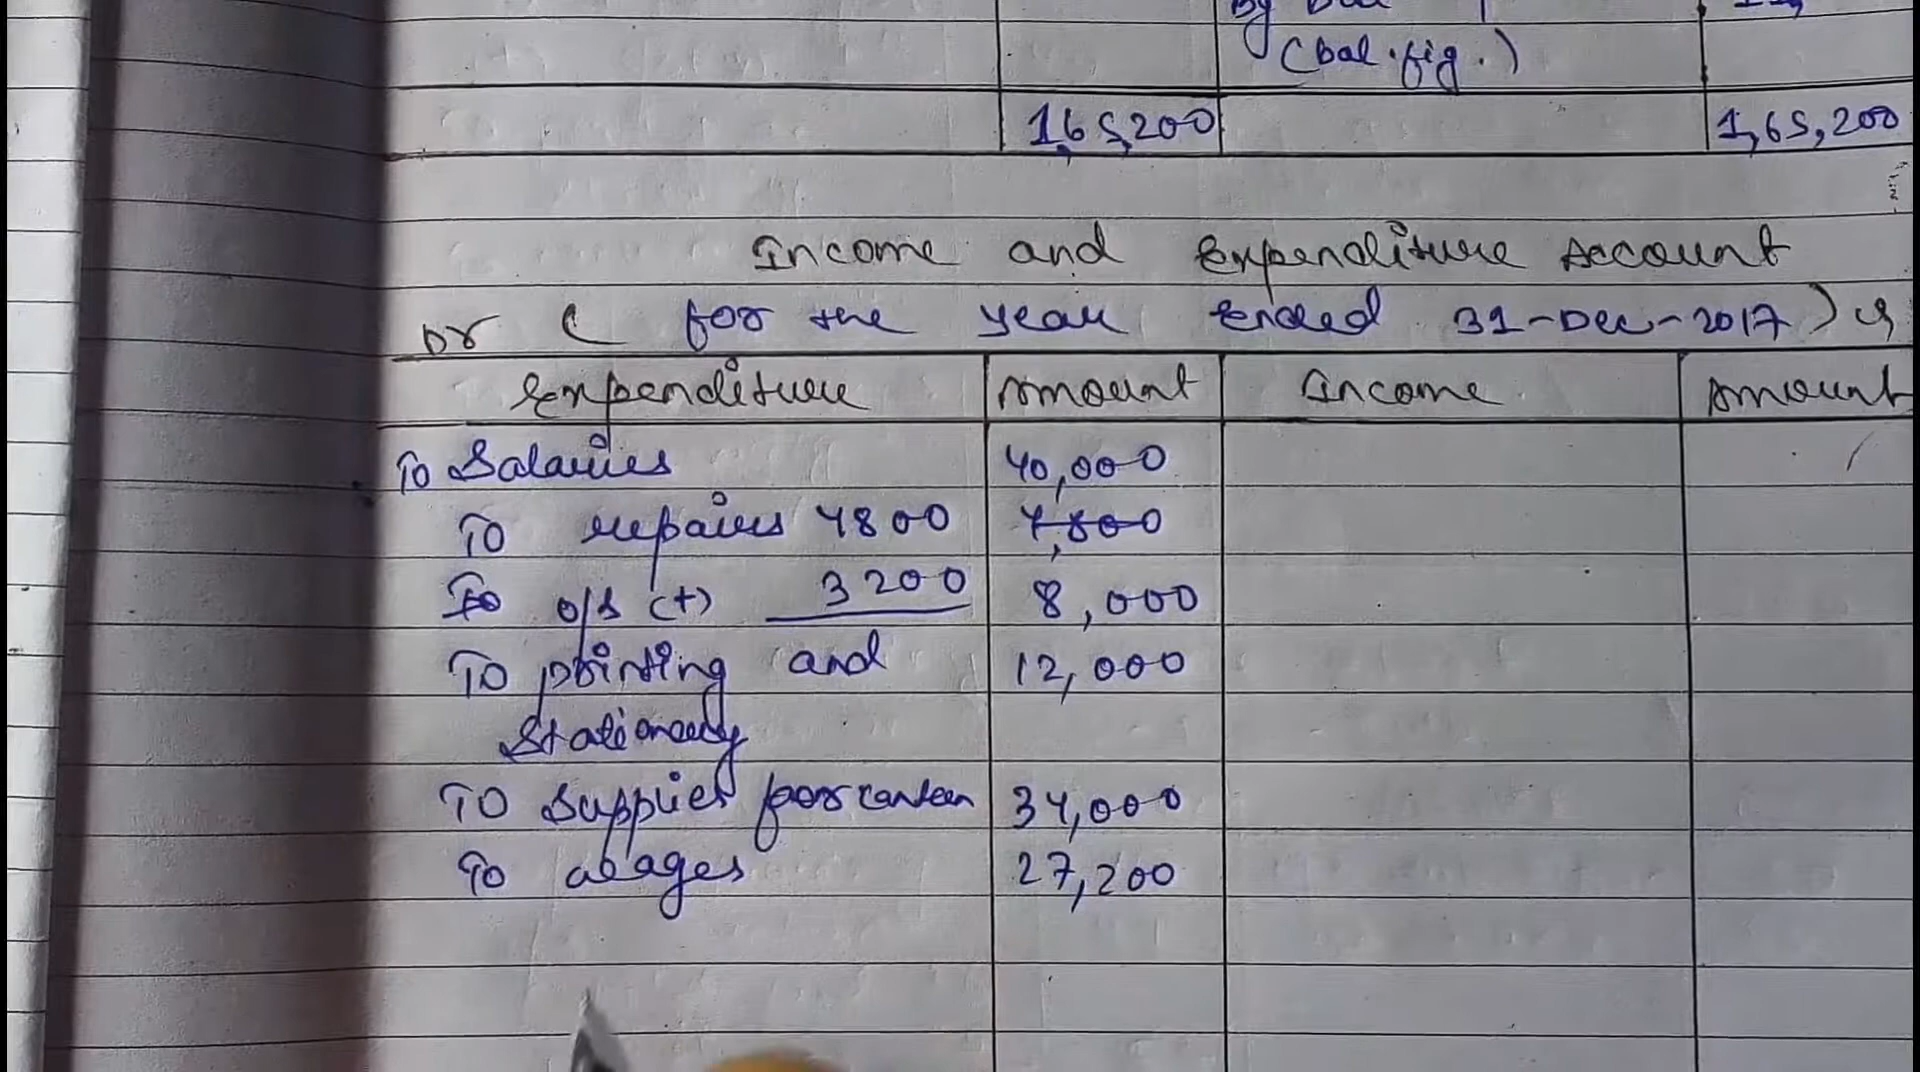 (bal.fig.)
1,65,200 1,65,200
Income and Expenditure Account
Dr ( for the year ended 31-Dec-2017) Cr
Expenditure Amount Income Amount
To Salaries 40,000
To repairs 4800 4,800
To o/s (+) 3200 8,000
To printing and 12,000
Stationery
To Supplies for canteen 34,000
To wages 27,200